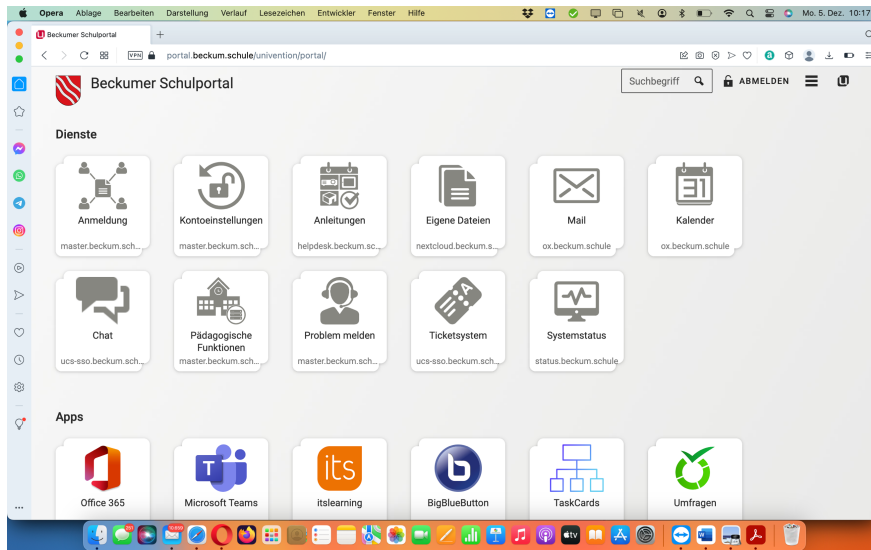 Opera Ablage Bearbeiten Darstellung Verlauf Lesezeichen Entwickler Fenster Hilfe Mo. 5. Dez. 10:17
Beckumer Schulportal
VPN portal.beckum.schule/univention/portal/
Beckumer Schulportal Suchbegriff ABMELDEN
Dienste
Anmeldung Kontoeinstellungen Anleitungen Eigene Dateien Mail Kalender
master.beckum.sch... master.beckum.sch... helpdesk.beckum.sc... nextcloud.beckum.s... ox.beckum.schule ox.beckum.schule
Chat Pädagogische Problem melden Ticketsystem Systemstatus
Funktionen
ucs-sso.beckum.sch... master.beckum.sch... master.beckum.sch... ucs-sso.beckum.sch... status.beckum.schule
Apps
its
Office 365 Microsoft Teams itslearning BigBlueButton TaskCards Umfragen